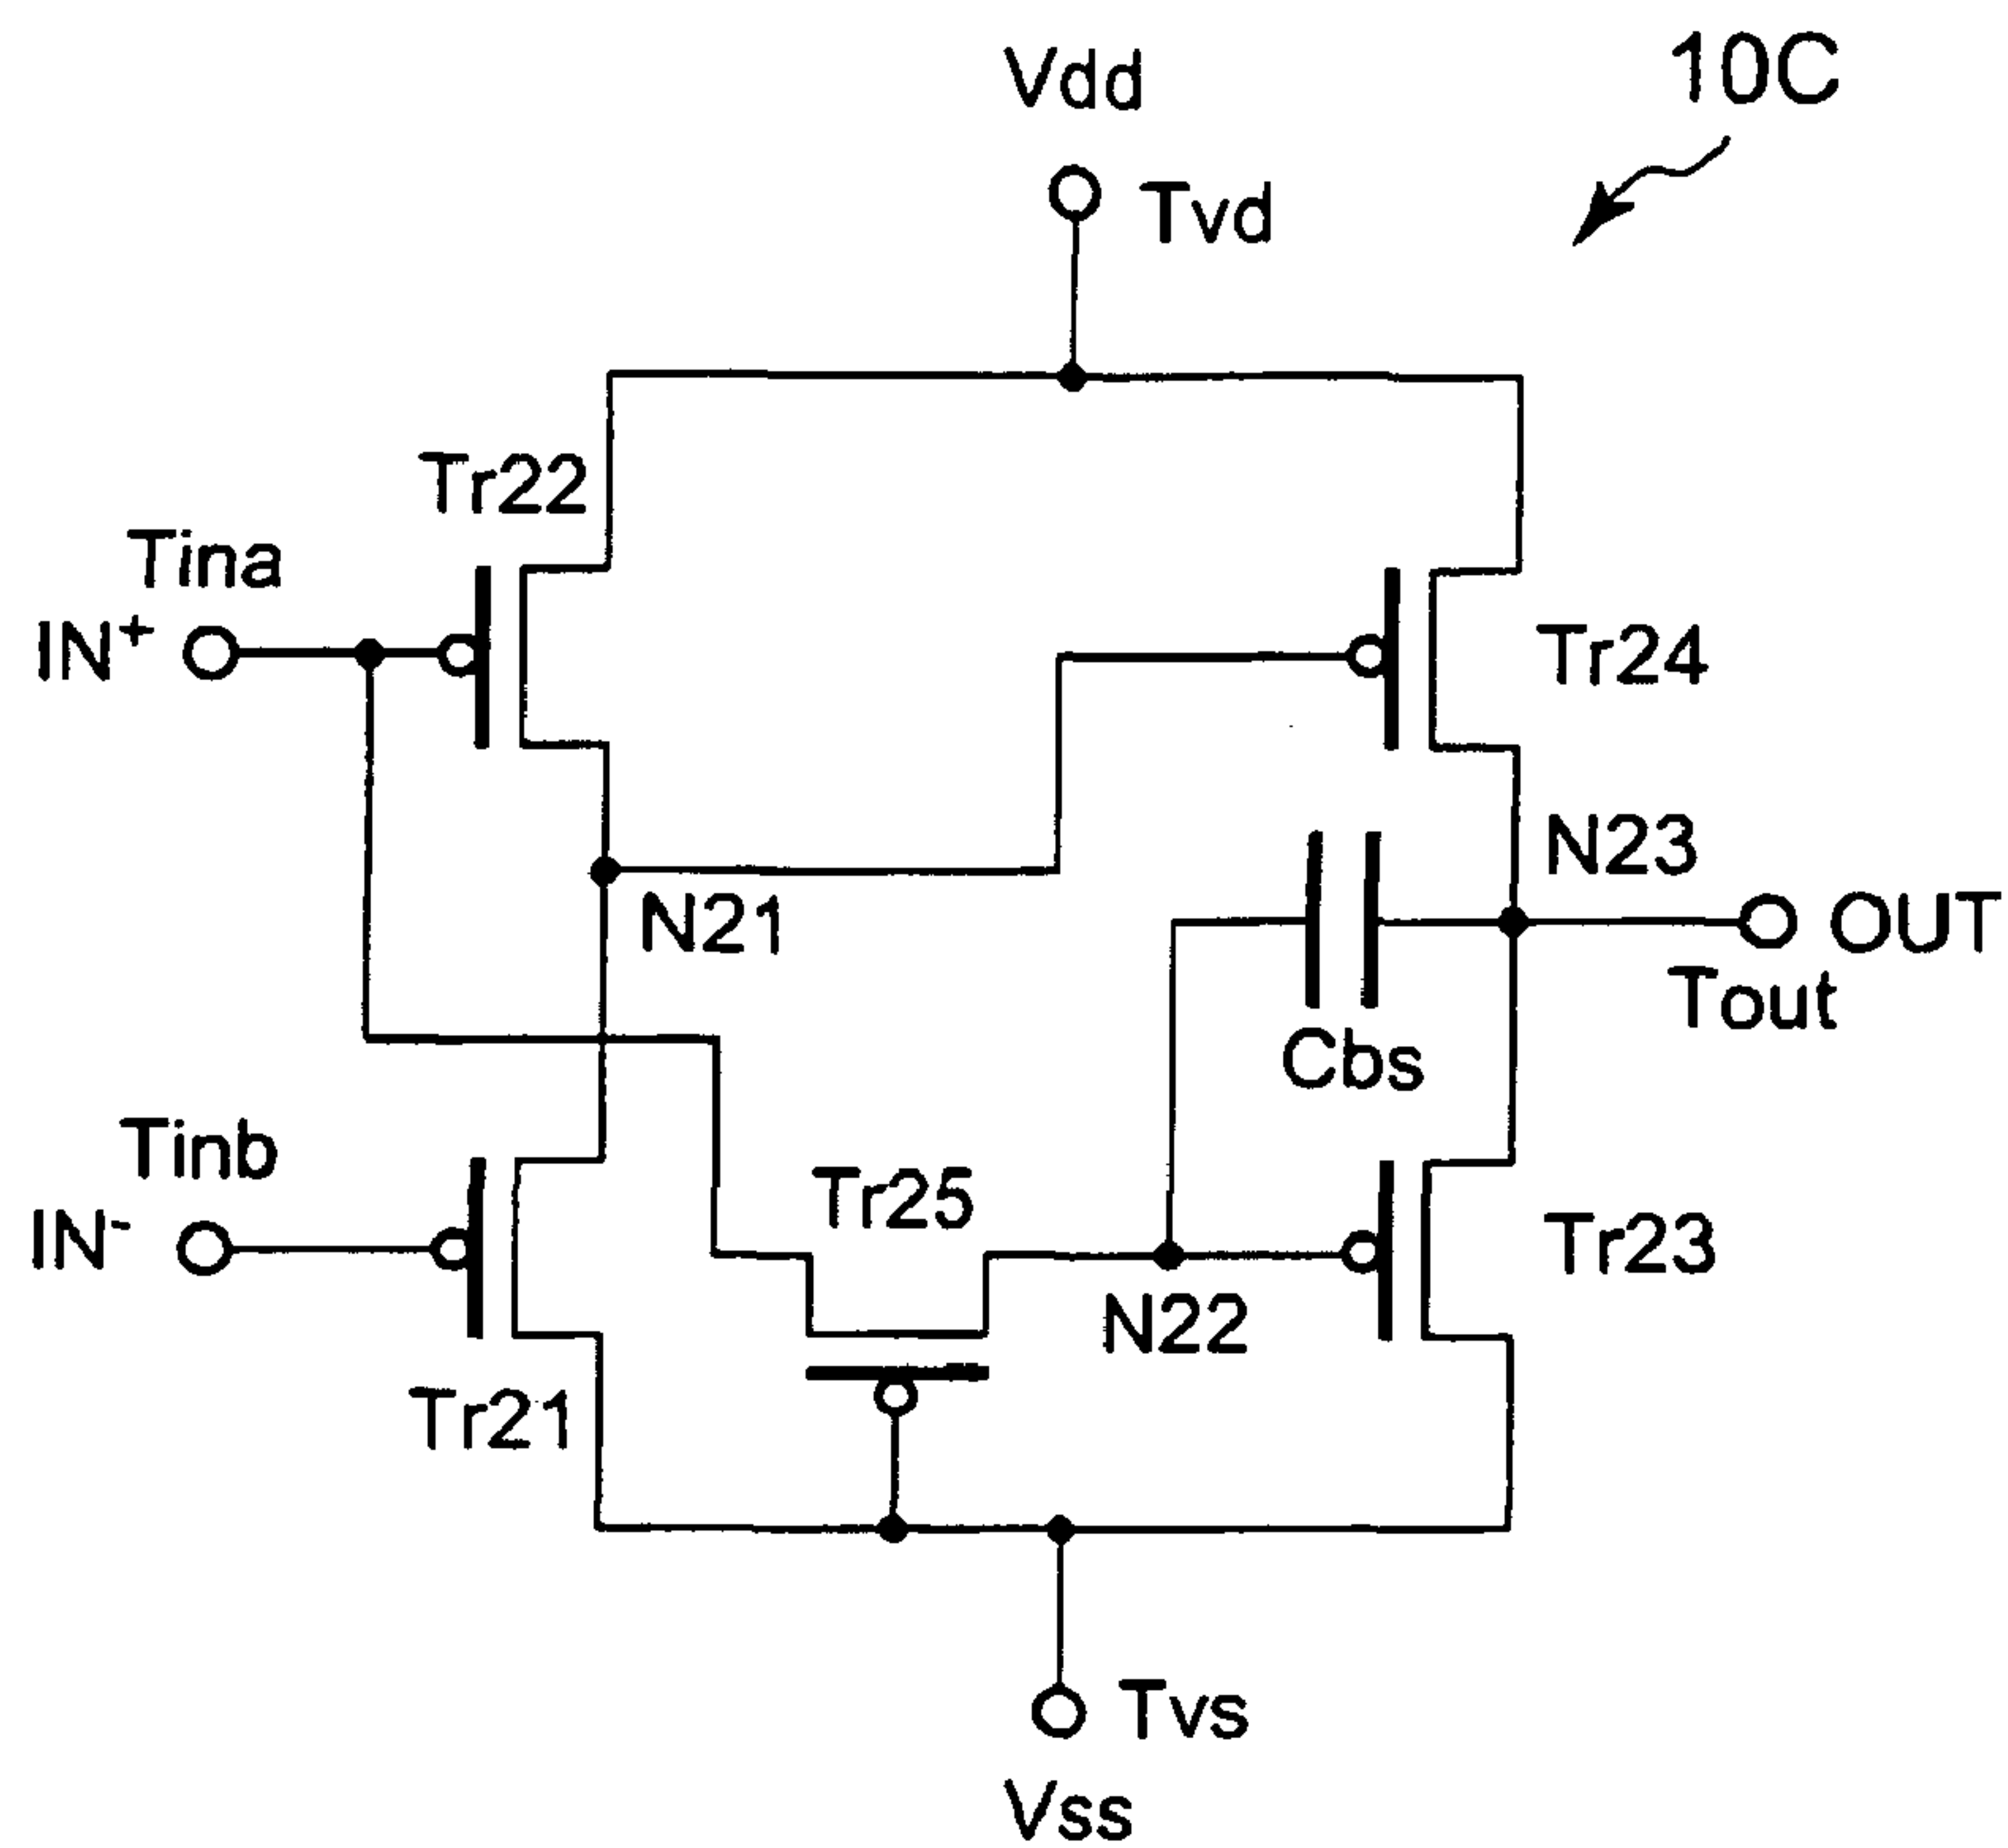 10C
Vdd
Tvd
Tr22
Tina
IN+
Tr24
N23
N21
OUT
Tout
Cbs
Tinb
Tr25
IN-
Tr23
N22
Tr21
Tvs
Vss